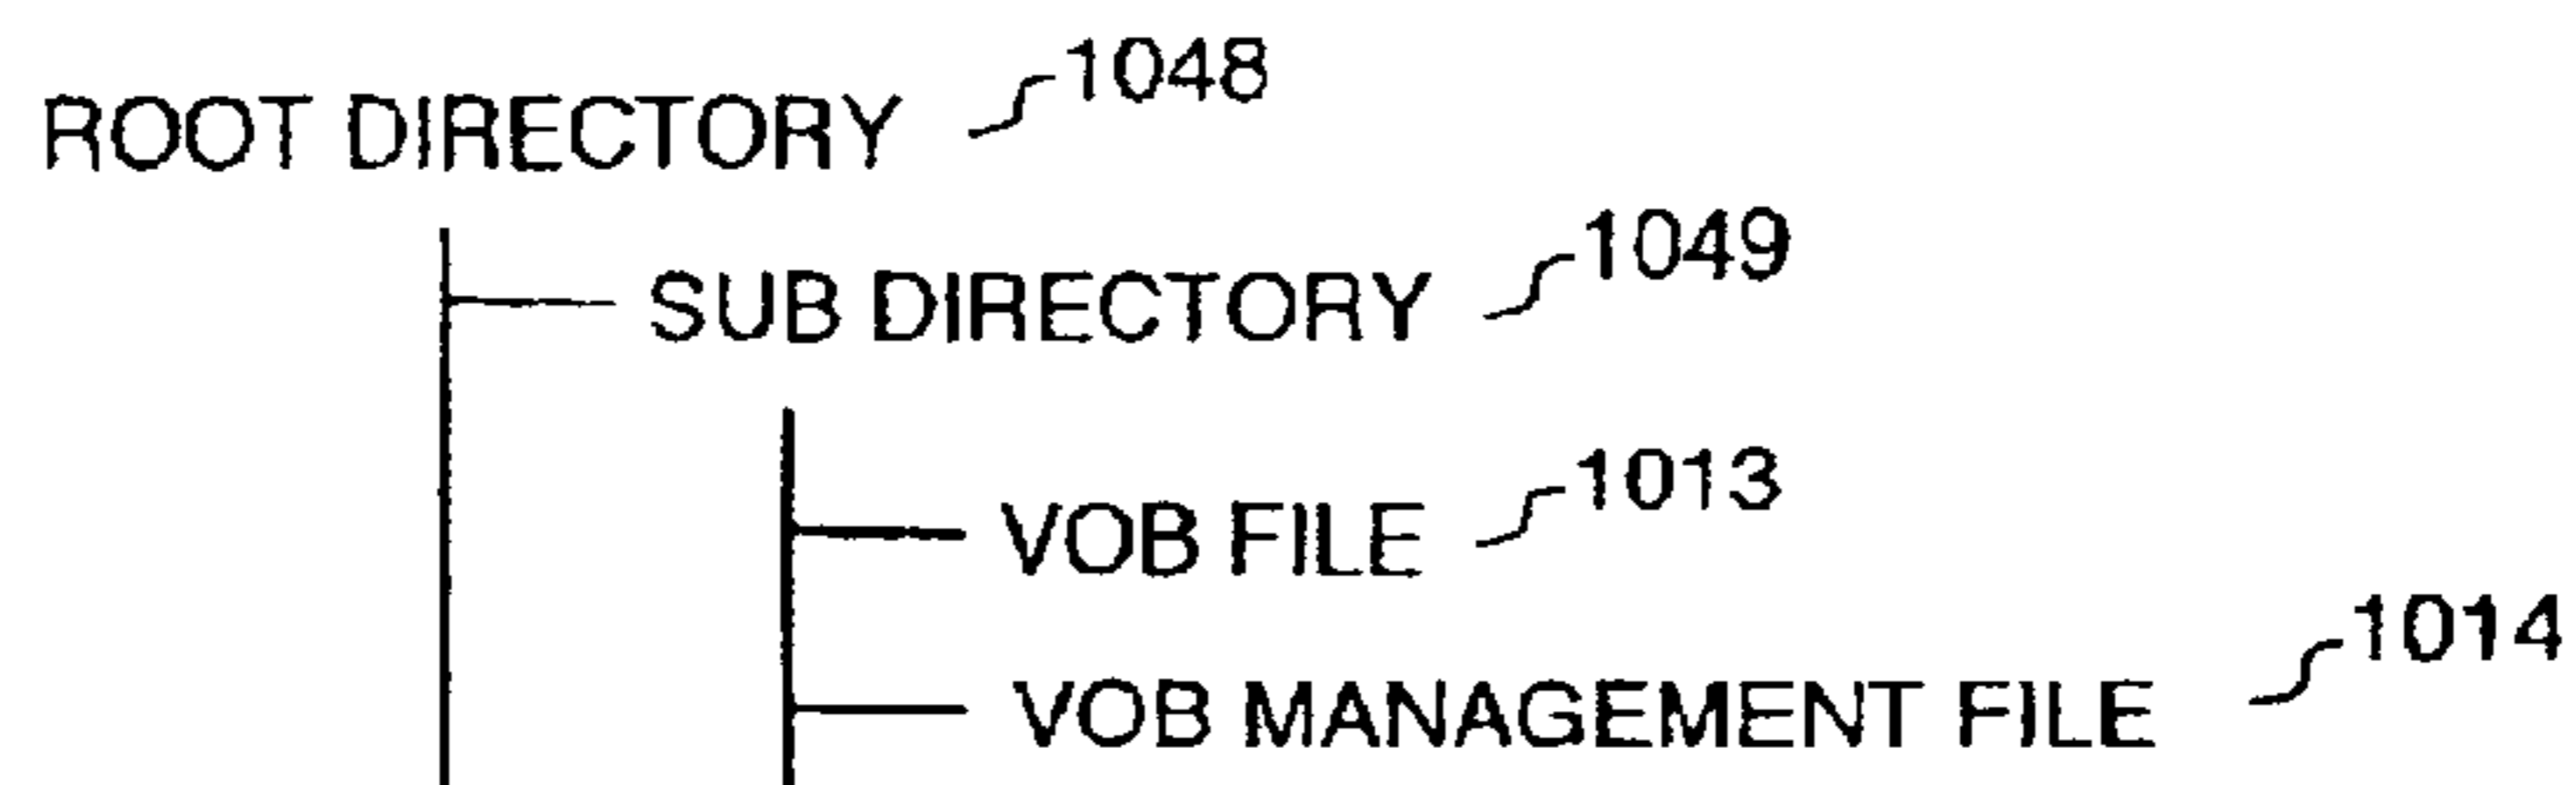 ROOT DIRECTORY 1048
SUB DIRECTORY 1049
VOB FILE 1013
VOB MANAGEMENT FILE 1014